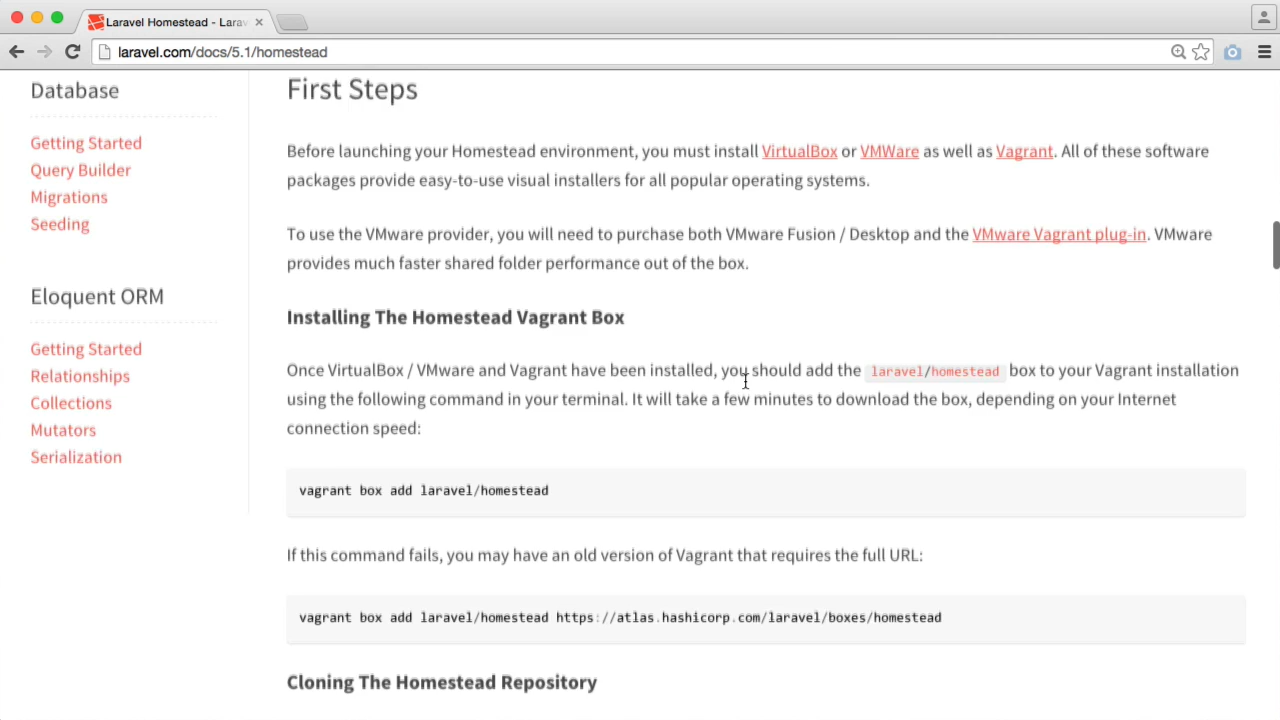 Laravel Homestead - Lara
laravel.com/docs/5.1/homestead
Database
Getting Started
Query Builder
Migrations
Seeding
Eloquent ORM
Getting Started
Relationships
Collections
Mutators
Serialization
First Steps
Before launching your Homestead environment, you must install VirtualBox or VMWare as well as Vagrant. All of these software
packages provide easy-to-use visual installers for all popular operating systems.
To use the VMware provider, you will need to purchase both VMware Fusion / Desktop and the VMware Vagrant plug-in. VMware
provides much faster shared folder performance out of the box.
Installing The Homestead Vagrant Box
Once VirtualBox / VMware and Vagrant have been installed, you should add the laravel/homestead box to your Vagrant installation
using the following command in your terminal. It will take a few minutes to download the box, depending on your Internet
connection speed:
vagrant box add laravel/homestead
If this command fails, you may have an old version of Vagrant that requires the full URL:
vagrant box add laravel/homestead https://atlas.hashicorp.com/laravel/boxes/homestead
Cloning The Homestead Repository